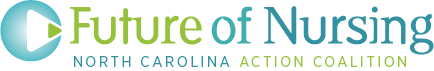 Future of Nursing
NORTH CAROLINA ACTION COALITION